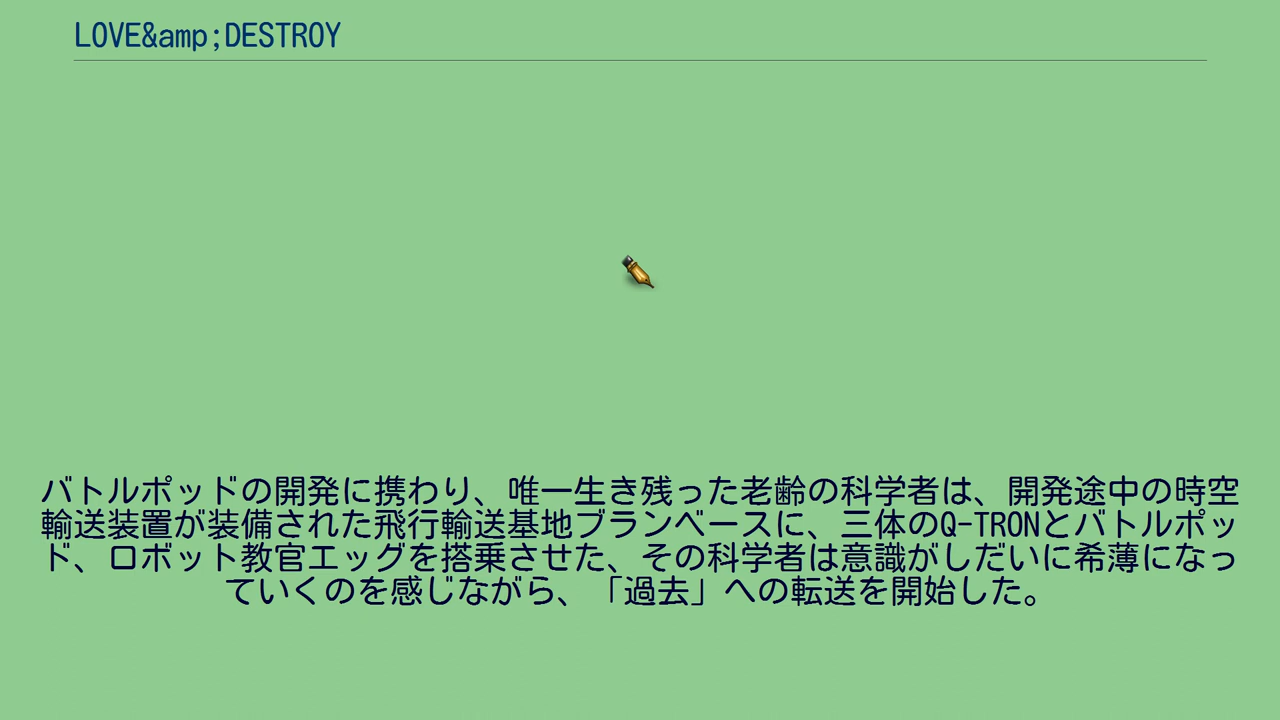 LOVE&amp;DESTROY
バトルポッドの開発に携わり、唯一生き残った老齢の科学者は、開発途中の時空
輸送装置が装備された飛行輸送基地ブランベースに、三体のQ-TRONとバトルポッ
ド、ロボット教官エッグを搭乗させた、その科学者は意識がしだいに希薄になっ
ていくのを感じながら、「過去」への転送を開始した。